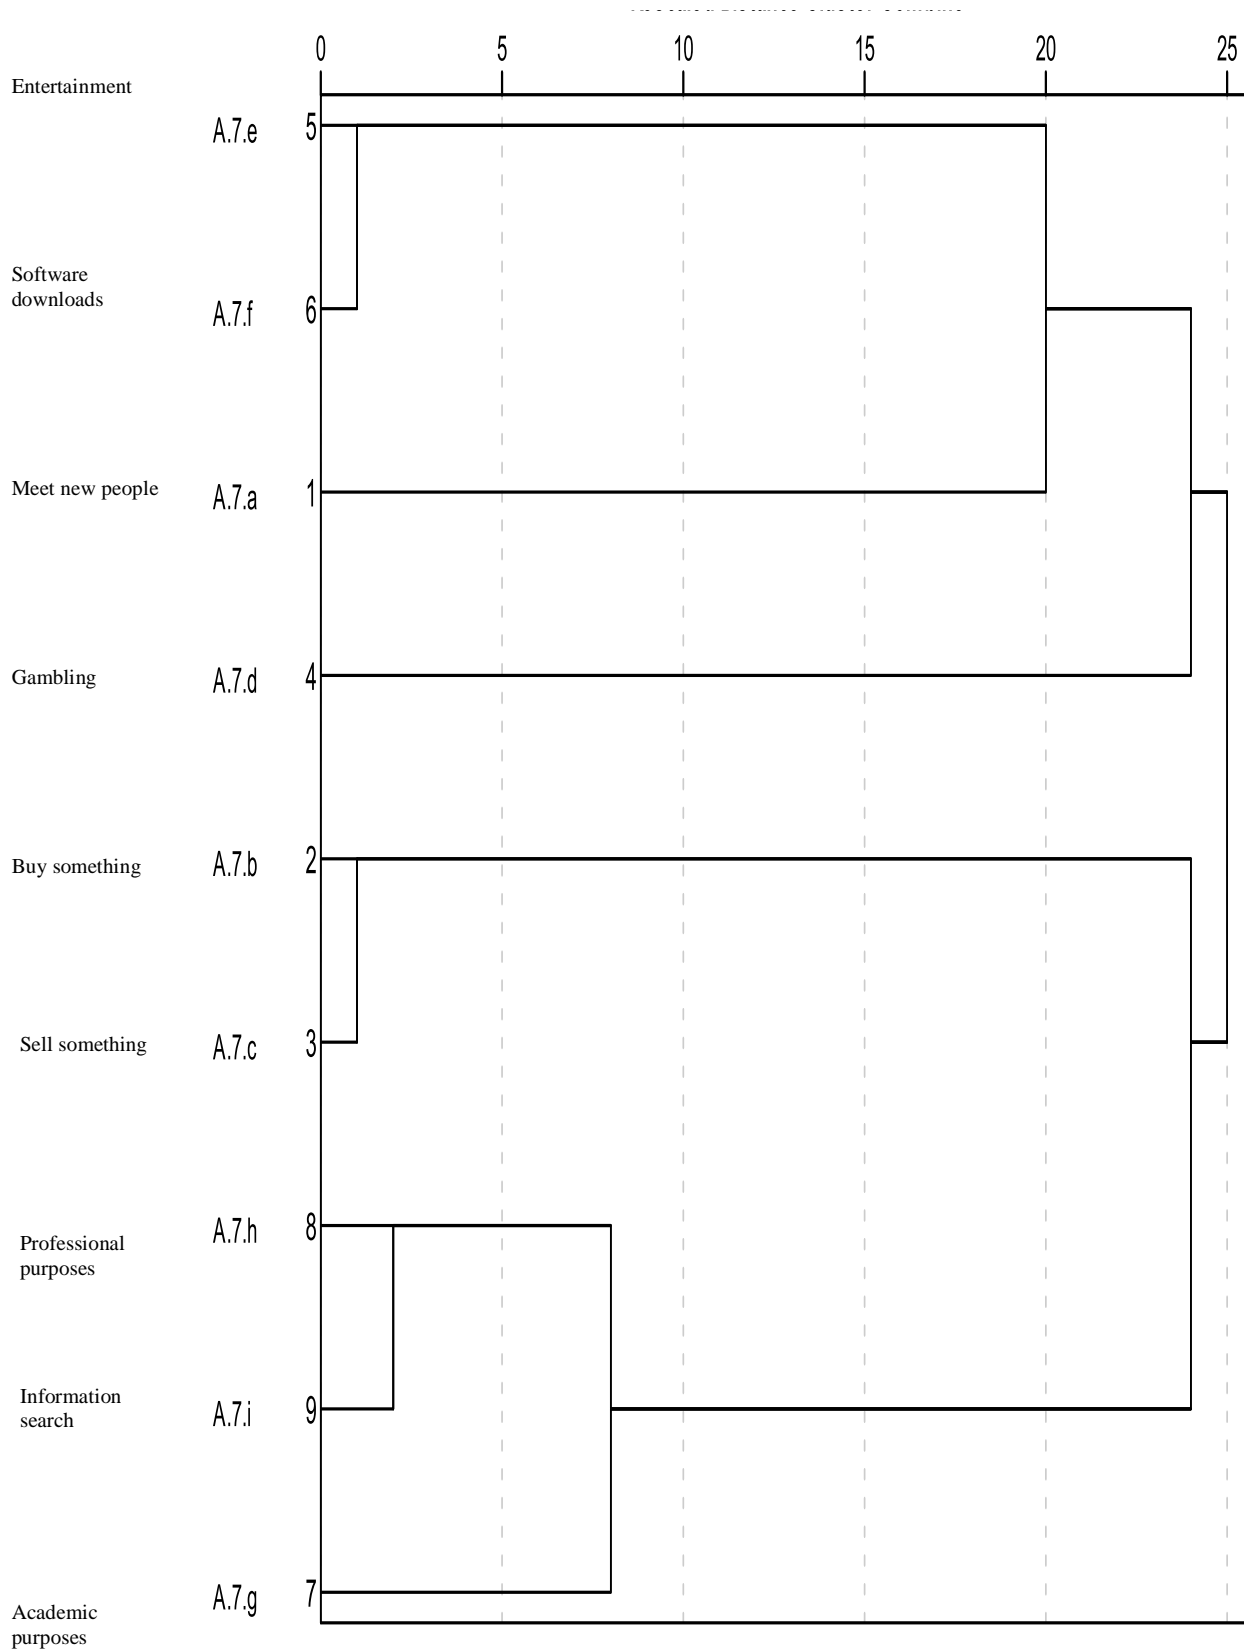 0 5 10 15 20 25
Entertainment
A.7.e 5
Software
downloads
A.7.f 6
Meet new people A.7.a 1
Gambling A.7.d 4
Buy something A.7.b 2
Sell something A.7.c 3
A.7.h 8
Professional
purposes
Information
search
A.7.i 9
A.7.g 7
Academic
purposes